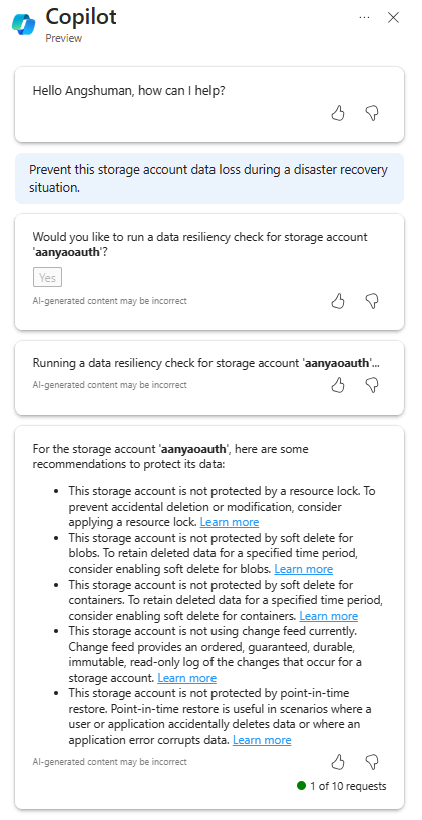 Copilot
Preview
Hello Angshuman, how can I help?
Prevent this storage account data loss during a disaster recovery
situation.
Would you like to run a data resiliency check for storage account
'aanyaoauth'?
Yes
AI-generated content may be incorrect
Running a data resiliency check for storage account 'aanyaoauth'...
AI-generated content may be incorrect
For the storage account 'aanyaoauth', here are some
recommendations to protect its data:
• This storage account is not protected by a resource lock. To
prevent accidental deletion or modification, consider
applying a resource lock. Learn more
• This storage account is not protected by soft delete for
blobs. To retain deleted data for a specified time period,
consider enabling soft delete for blobs. Learn more
• This storage account is not protected by soft delete for
containers. To retain deleted data for a specified time period,
consider enabling soft delete for containers. Learn more
• This storage account is not using change feed currently.
Change feed provides an ordered, guaranteed, durable,
immutable, read-only log of the changes that occur for a
storage account. Learn more
• This storage account is not protected by point-in-time
restore. Point-in-time restore is useful in scenarios where a
user or application accidentally deletes data or where an
application error corrupts data. Learn more
AI-generated content may be incorrect
1 of 10 requests